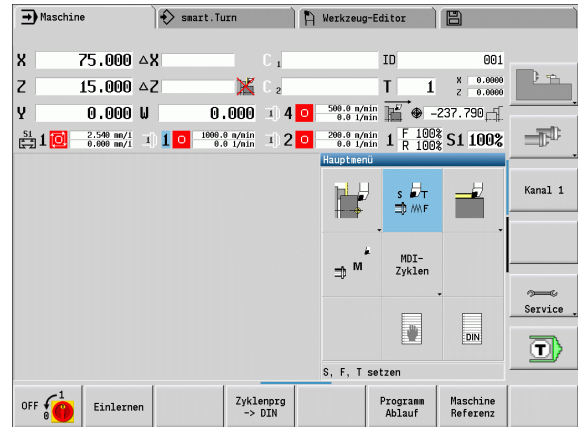 Maschine
smart.Turn
Werkzeug-Editor
X 75.000 ΔX C 1 ID 001
Z 15.000 ΔZ C 2 T 1 X 0.0000
Z 0.0000
Y 0.000 W 0.000 4 500.0 m/min
0.0 1/min -237.790
S1 1 2.540 mm/1
0.000 mm/1 1 1000.0 m/min
0.0 1/min 2 200.0 m/min
0.0 1/min 1 F 100%
R 100% S1 100%
Hauptmenü
S T
M F
M
MDI-
Zyklen
DIN
S, F, T setzen
Kanal 1
Service
T
OFF 1
0
Einlernen
Zyklenprg
-> DIN
Programm
Ablauf
Maschine
Referenz